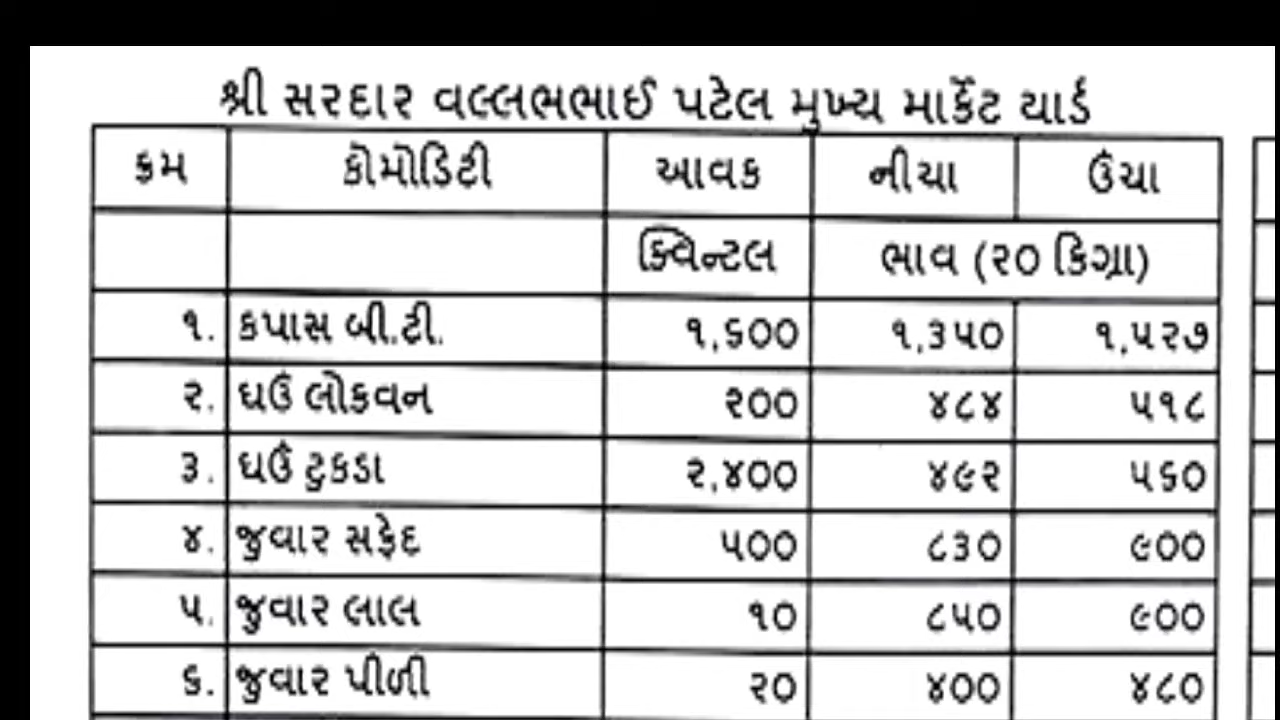 શ્રી સરદાર વલ્લભભાઈ પટેલ મુખ્ય માર્કેટ યાર્ડ
ક્રમ કોમોડિટી આવક નીચા ઉંચા
ક્વિન્ટલ ભાવ (૨૦ કિગ્રા)
૧. કપાસ બી.ટી. ૧,૬૦૦ ૧,૩૫૦ ૧,૫૨૭
૨. ઘઉં લોકવન ૨૦૦ ૪૮૪ ૫૧૮
૩. ઘઉં ટુકડા ૨,૪૦૦ ૪૯૨ ૫૬૦
૪. જુવાર સફેદ ૫૦૦ ૮૩૦ ૯૦૦
૫. જુવાર લાલ ૧૦ ૮૫૦ ૯૦૦
૬. જુવાર પીળી ૨૦ ૪૦૦ ૪૮૦